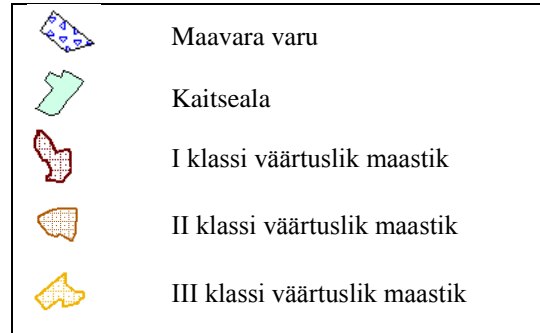 Maavara varu
Kaitseala
I klassi väärtuslik maastik
II klassi väärtuslik maastik
III klassi väärtuslik maastik